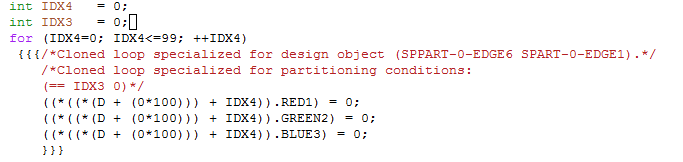 int IDX4   = 0;
int IDX3   = 0;
for (IDX4=0; IDX4<=99; ++IDX4)
{{{/*Cloned loop specialized for design object (SPPART-0-EDGE6 SPART-0-EDGE1).*/
/*Cloned loop specialized for partitioning conditions:
(== IDX3 0)*/
((*((*(D + (0*100))) + IDX4)).RED1) = 0;
((*((*(D + (0*100))) + IDX4)).GREEN2) = 0;
((*((*(D + (0*100))) + IDX4)).BLUE3) = 0;
}}}